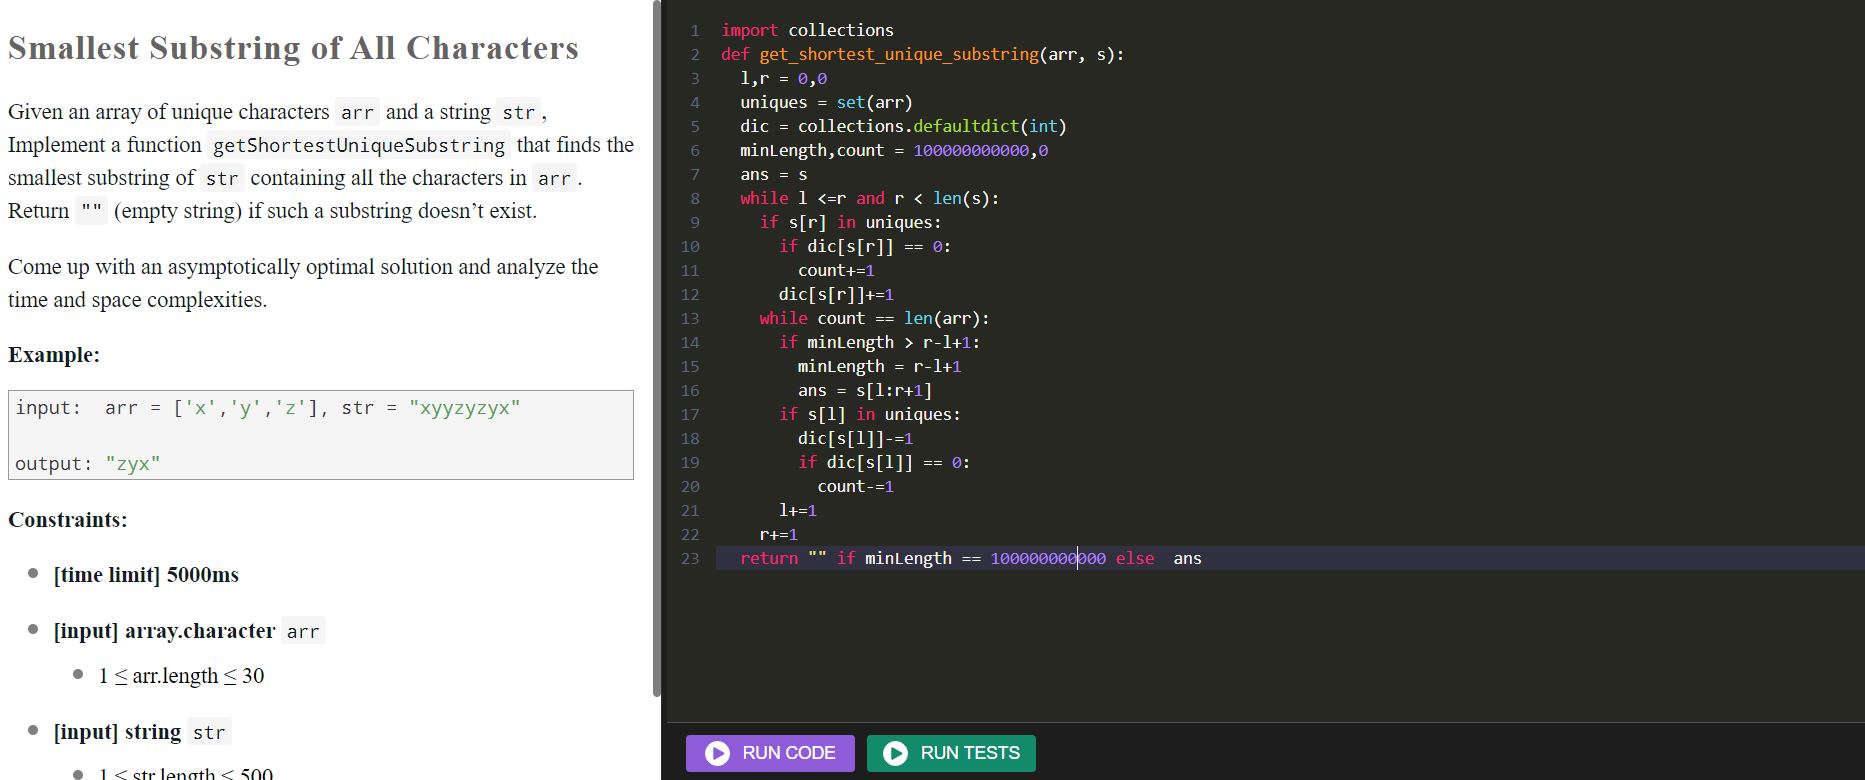 Smallest Substring of All Characters
Given an array of unique characters arr and a string str ,
Implement a function getShortestUniqueSubstring that finds the
smallest substring of str containing all the characters in arr .
Return "" (empty string) if such a substring doesn’t exist.
Come up with an asymptotically optimal solution and analyze the
time and space complexities.
Example:
input:  arr = ['x','y','z'], str = "xyyzyzyx"
output: "zyx"
Constraints:
[time limit] 5000ms
[input] array.character arr
1 ≤ arr.length ≤ 30
[input] string str
1 ≤ str.length ≤ 500
1 import collections
2 def get_shortest_unique_substring(arr, s):
3   l,r = 0,0
4   uniques = set(arr)
5   dic = collections.defaultdict(int)
6   minLength,count = 100000000000,0
7   ans = s
8   while l <=r and r < len(s):
9     if s[r] in uniques:
10       if dic[s[r]] == 0:
11         count+=1
12       dic[s[r]]+=1
13     while count == len(arr):
14       if minLength > r-l+1:
15         minLength = r-l+1
16         ans = s[l:r+1]
17       if s[l] in uniques:
18         dic[s[l]]-=1
19         if dic[s[l]] == 0:
20           count-=1
21       l+=1
22     r+=1
23   return "" if minLength == 100000000000 else  ans
RUN CODE
RUN TESTS